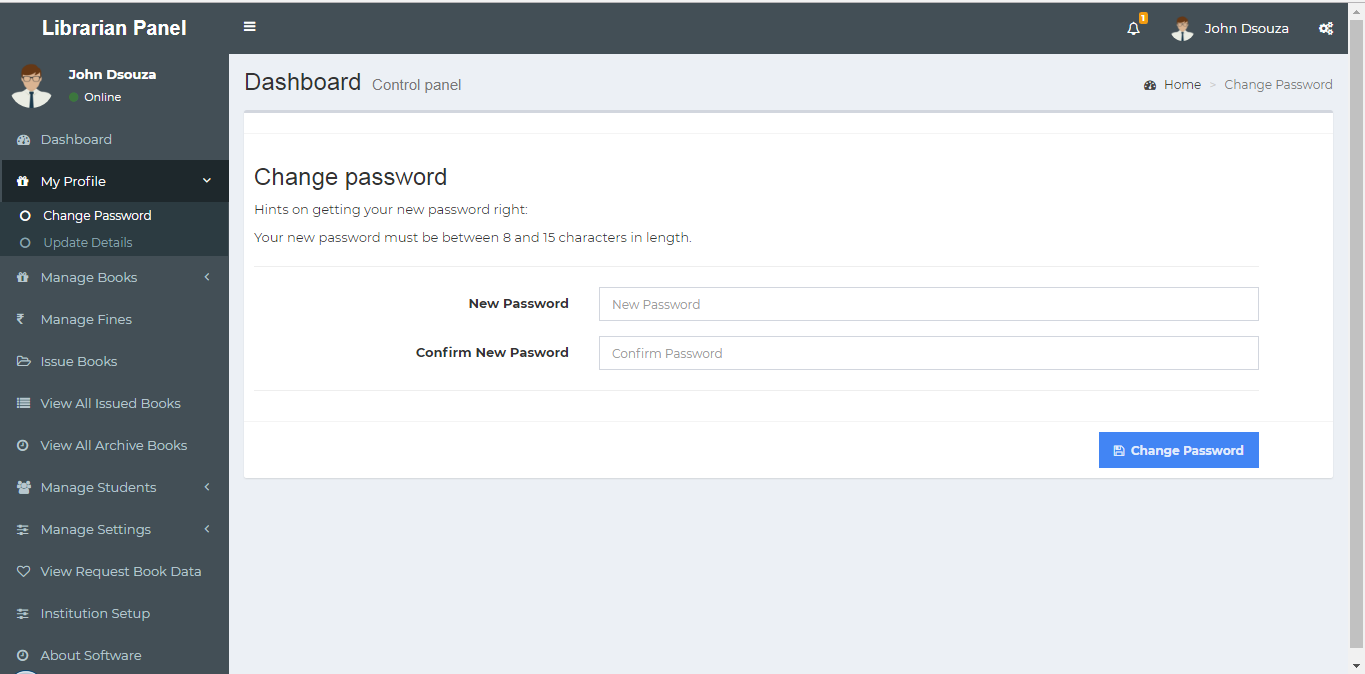 Librarian Panel
1
John Dsouza
John Dsouza
Online
Dashboard
My Profile
Change Password
Update Details
Manage Books
₹ Manage Fines
Issue Books
View All Issued Books
View All Archive Books
Manage Students
Manage Settings
View Request Book Data
Institution Setup
About Software
Dashboard Control panel
Home > Change Password
Change password
Hints on getting your new password right:
Your new password must be between 8 and 15 characters in length.
New Password New Password
Confirm New Pasword Confirm Password
Change Password